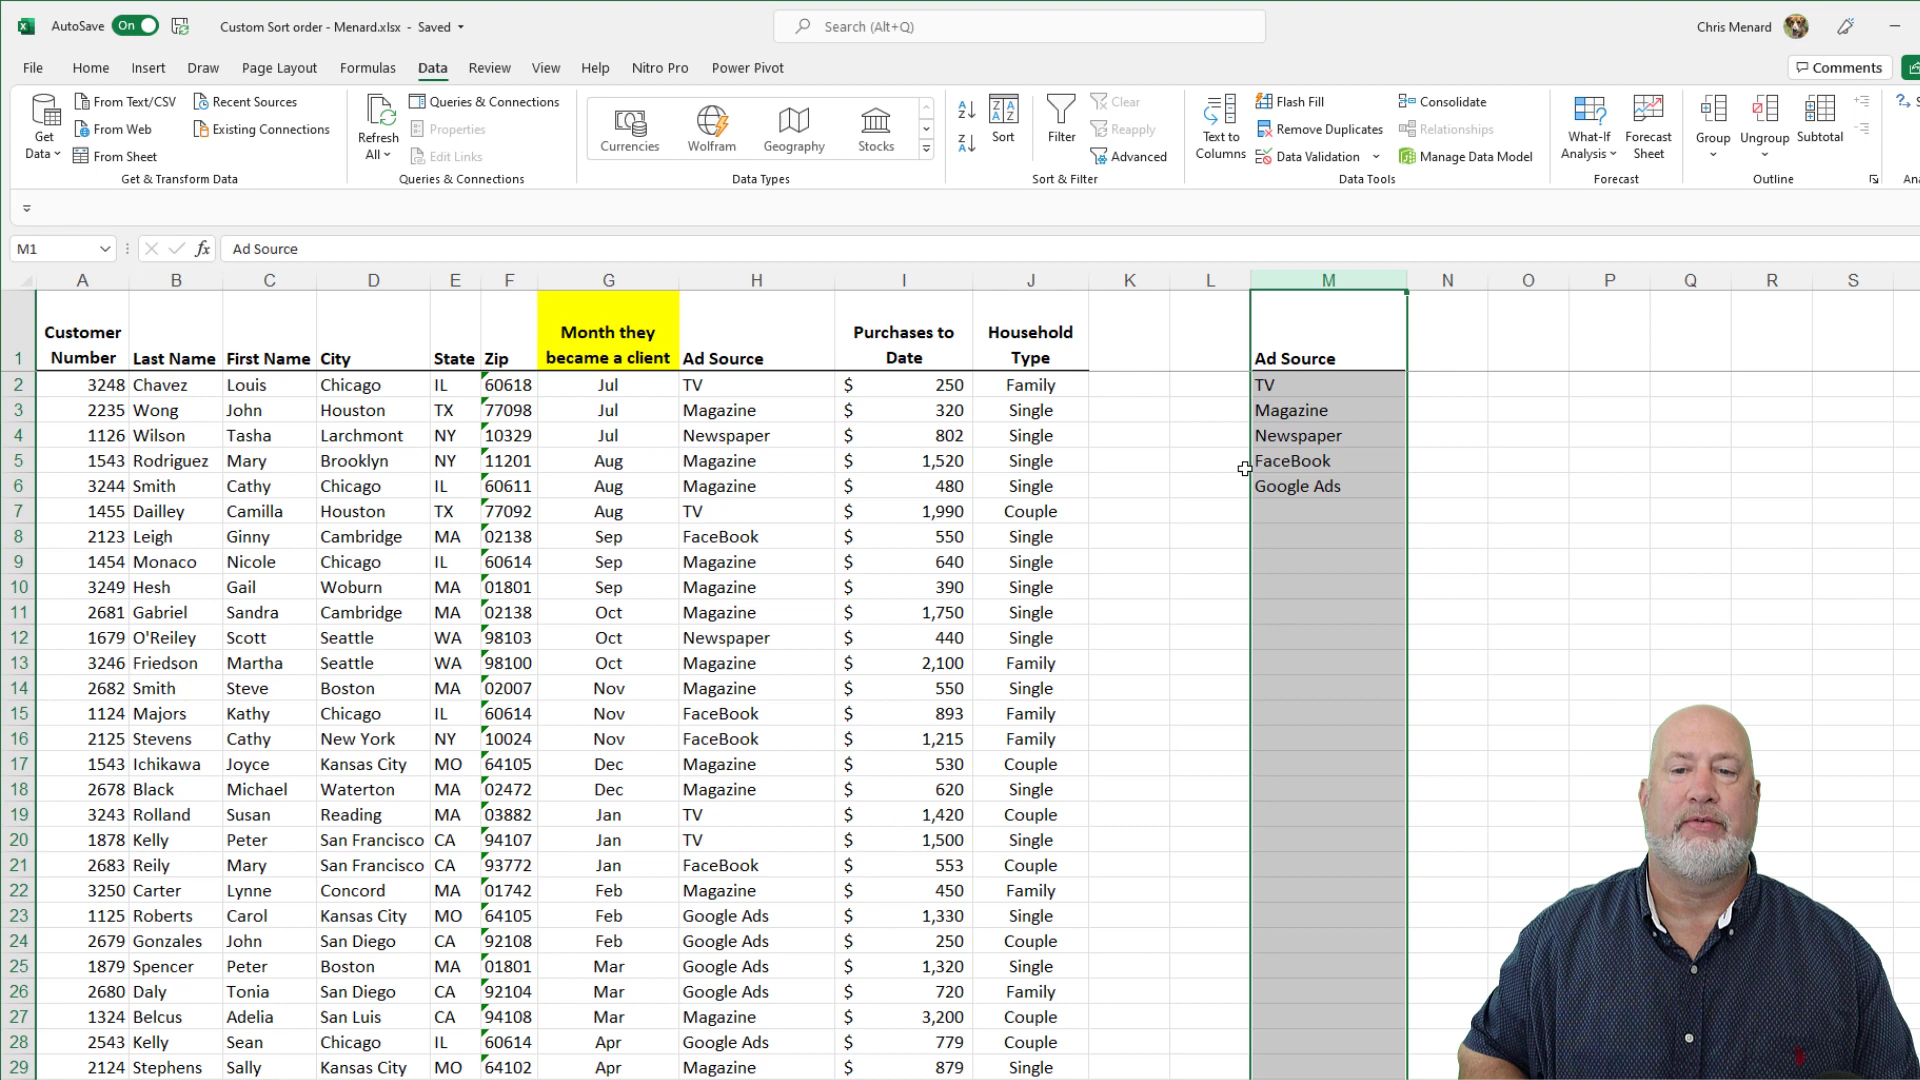 AutoSave On Custom Sort order - Menard.xlsx - Saved Search (Alt+Q) Chris Menard
File Home Insert Draw Page Layout Formulas Data Review View Help Nitro Pro Power Pivot Comments
Get Data From Text/CSV From Web From Sheet Recent Sources Existing Connections
Get & Transform Data
Refresh All Queries & Connections Properties Edit Links
Queries & Connections
Currencies Wolfram Geography Stocks
Data Types
Sort Filter Clear Reapply Advanced
Sort & Filter
Text to Columns Flash Fill Remove Duplicates Data Validation Consolidate Relationships Manage Data Model
Data Tools
What-If Analysis Forecast Sheet
Forecast
Group Ungroup Subtotal
Outline
M1 fx Ad Source
A B C D E F G H I J K L M N O P Q R S
1 Customer Number Last Name First Name City State Zip Month they became a client Ad Source Purchases to Date Household Type Ad Source
2 3248 Chavez Louis Chicago IL 60618 Jul TV $ 250 Family TV
3 2235 Wong John Houston TX 77098 Jul Magazine $ 320 Single Magazine
4 1126 Wilson Tasha Larchmont NY 10329 Jul Newspaper $ 802 Single Newspaper
5 1543 Rodriguez Mary Brooklyn NY 11201 Aug Magazine $ 1,520 Single FaceBook
6 3244 Smith Cathy Chicago IL 60611 Aug Magazine $ 480 Single Google Ads
7 1455 Dailley Camilla Houston TX 77092 Aug TV $ 1,990 Couple
8 2123 Leigh Ginny Cambridge MA 02138 Sep FaceBook $ 550 Single
9 1454 Monaco Nicole Chicago IL 60614 Sep Magazine $ 640 Single
10 3249 Hesh Gail Woburn MA 01801 Sep Magazine $ 390 Single
11 2681 Gabriel Sandra Cambridge MA 02138 Oct Magazine $ 1,750 Single
12 1679 O'Reiley Scott Seattle WA 98103 Oct Newspaper $ 440 Single
13 3246 Friedson Martha Seattle WA 98100 Oct Magazine $ 2,100 Family
14 2682 Smith Steve Boston MA 02007 Nov Magazine $ 550 Single
15 1124 Majors Kathy Chicago IL 60614 Nov FaceBook $ 893 Family
16 2125 Stevens Cathy New York NY 10024 Nov FaceBook $ 1,215 Family
17 1543 Ichikawa Joyce Kansas City MO 64105 Dec Magazine $ 530 Couple
18 2678 Black Michael Waterton MA 02472 Dec Magazine $ 620 Single
19 3243 Rolland Susan Reading MA 03882 Jan TV $ 1,420 Couple
20 1878 Kelly Peter San Francisco CA 94107 Jan TV $ 1,500 Single
21 2683 Reily Mary San Francisco CA 93772 Jan FaceBook $ 553 Couple
22 3250 Carter Lynne Concord MA 01742 Feb Magazine $ 450 Family
23 1125 Roberts Carol Kansas City MO 64105 Feb Google Ads $ 1,330 Single
24 2679 Gonzales John San Diego CA 92108 Feb Google Ads $ 250 Couple
25 1879 Spencer Peter Boston MA 01801 Mar Google Ads $ 1,320 Single
26 2680 Daly Tonia San Diego CA 92104 Mar Google Ads $ 720 Family
27 1324 Belcus Adelia San Luis CA 94108 Mar Magazine $ 3,200 Couple
28 2543 Kelly Sean Chicago IL 60614 Apr Google Ads $ 779 Couple
29 2124 Stephens Sally Kansas City MO 64102 Apr Magazine $ 879 Single